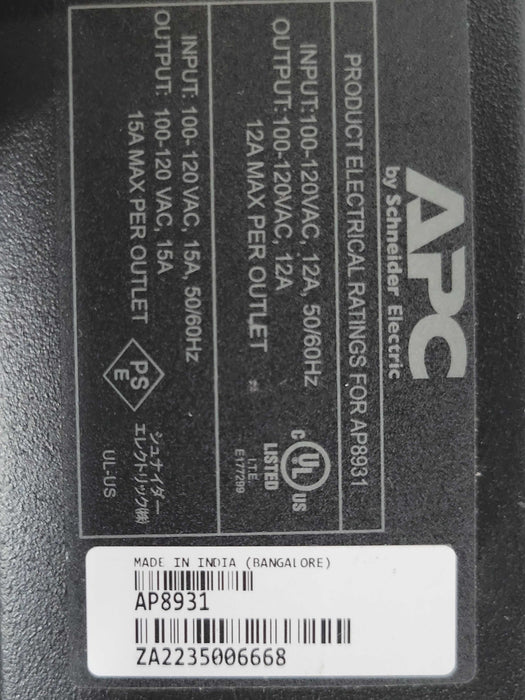 APC
by Schneider Electric
PRODUCT ELECTRICAL RATINGS FOR AP8931
INPUT:100-120VAC, 12A, 50/60Hz
OUTPUT:100-120VAC, 12A
12A MAX PER OUTLET
C UL US
LISTED
I.T.E.
E177299
INPUT: 100-120 VAC, 15A, 50/60Hz
OUTPUT: 100-120 VAC, 15A
15A MAX PER OUTLET
PS
E
シュナイダー
エレクトリック㈱
UL-US
MADE IN INDIA (BANGALORE)
AP8931
ZA2235006668